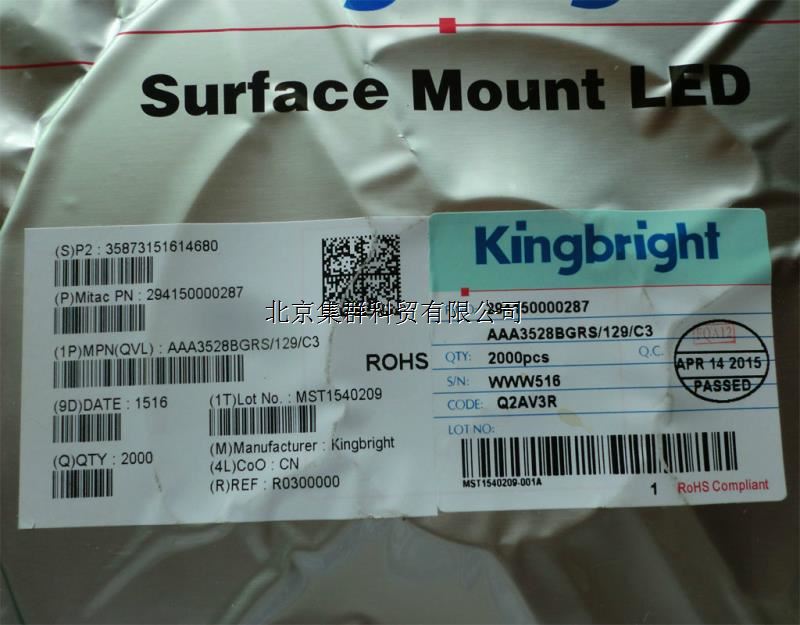 Surface Mount LED
(S)P2 : 35873151614680
(P)Mitac PN : 294150000287
(1P)MPN(QVL) : AAA3528BGRS/129/C3
ROHS
(9D)DATE : 1516
(1T)Lot No. : MST1540209
(Q)QTY : 2000
(M)Manufacturer : Kingbright
(4L)CoO : CN
(R)REF : R0300000
北京集群科贸有限公司
Kingbright
294150000287
AAA3528BGRS/129/C3
QTY: 2000pcs
Q.C.
APR 14 2015
PASSED
S/N: WWW516
CODE: Q2AV3R
LOT NO:
MST1540209-001A
1
RoHS Compliant